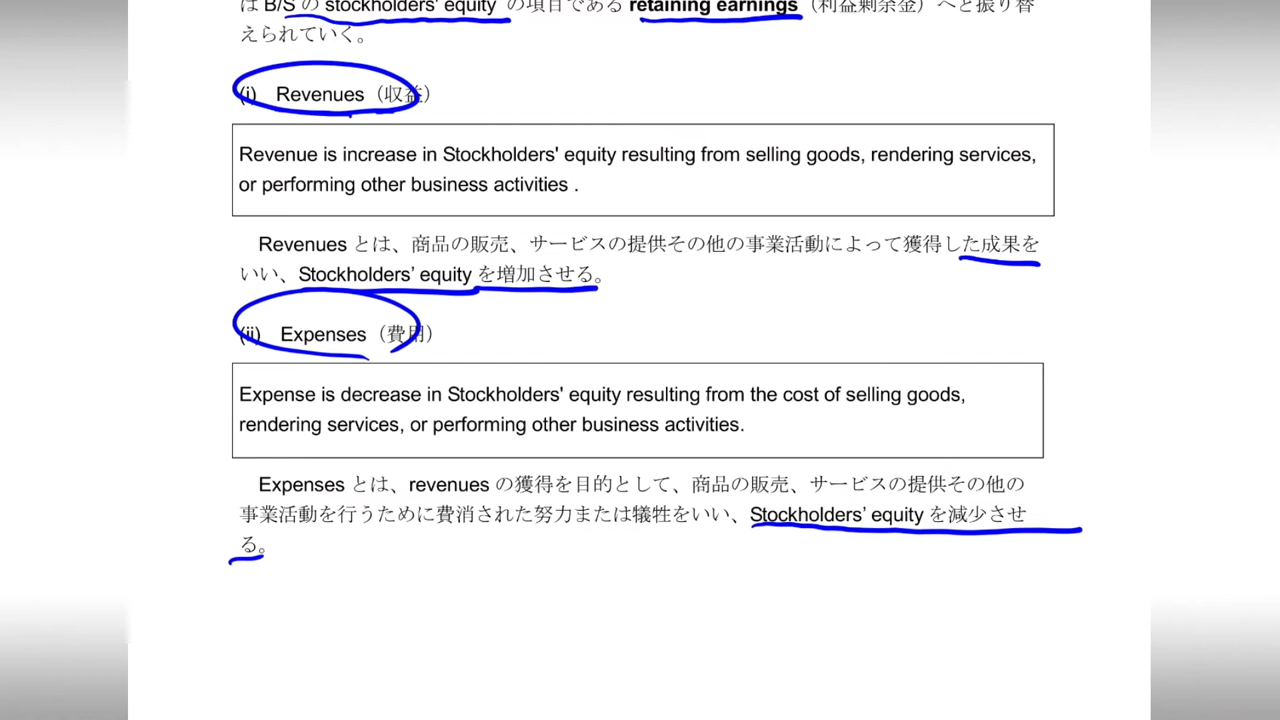 は B/S の stockholders' equity の項目である retaining earnings（利益剰余金）へと振り替
えられていく。
(i) Revenues（収益）
Revenue is increase in Stockholders' equity resulting from selling goods, rendering services,
or performing other business activities .
Revenues とは、商品の販売、サービスの提供その他の事業活動によって獲得した成果を
いい、Stockholders’ equity を増加させる。
(ii) Expenses（費用）
Expense is decrease in Stockholders' equity resulting from the cost of selling goods,
rendering services, or performing other business activities.
Expenses とは、revenues の獲得を目的として、商品の販売、サービスの提供その他の
事業活動を行うために費消された努力または犠牲をいい、Stockholders’ equity を減少させ
る。